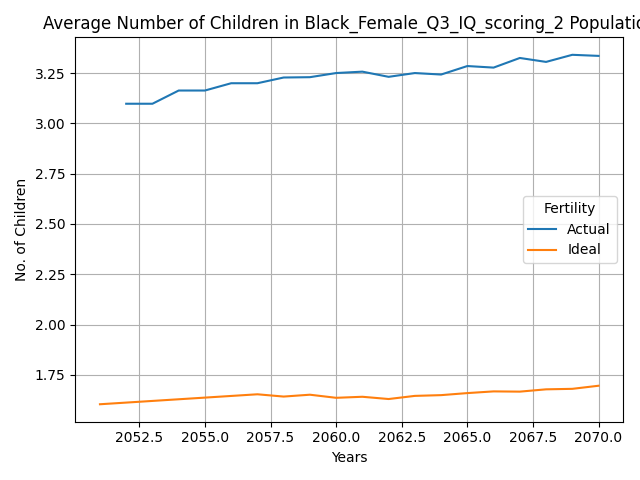 Average Number of Children in Black_Female_Q3_IQ_scoring_2 Populatio
3.25
3.00
2.75
2.50
2.25
2.00
1.75
No. of Children
Fertility
Actual
Ideal
2052.5 2055.0 2057.5 2060.0 2062.5 2065.0 2067.5 2070.0
Years